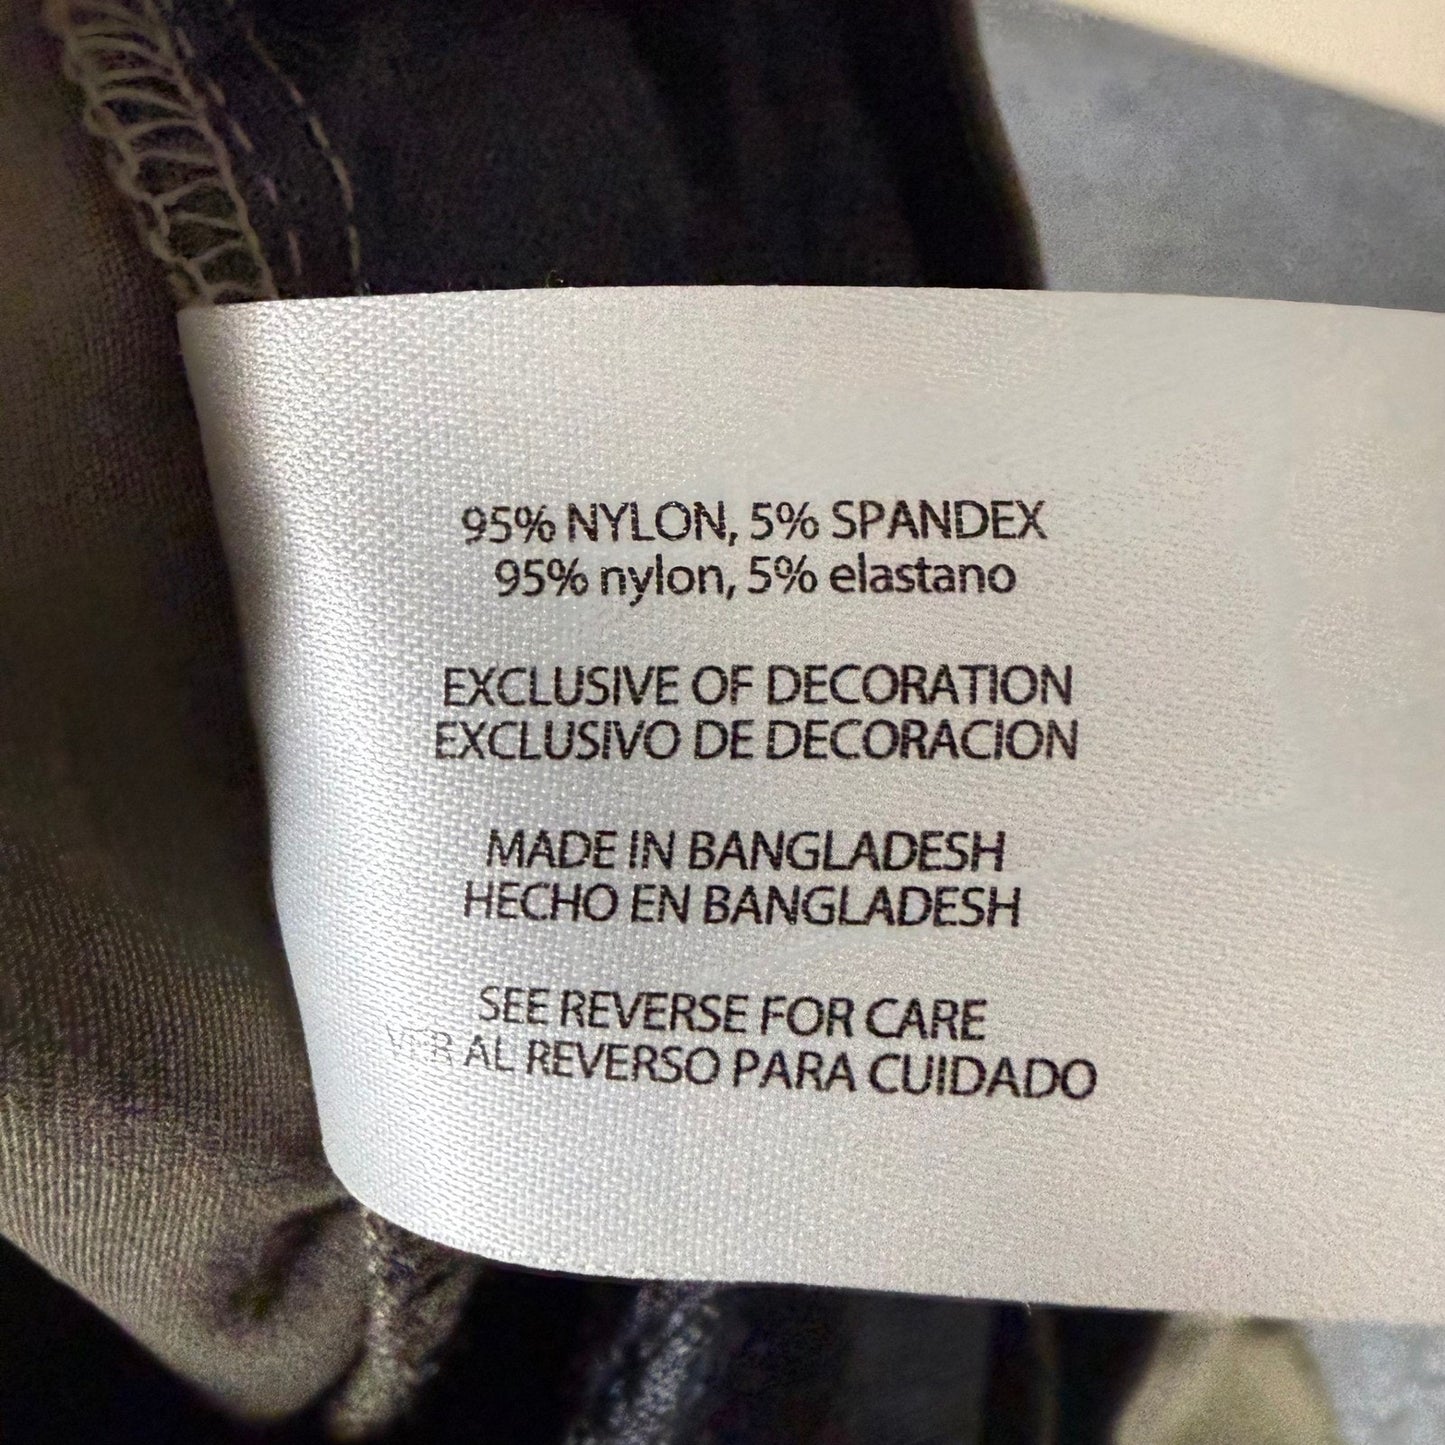 95% NYLON, 5% SPANDEX
95% nylon, 5% elastano
EXCLUSIVE OF DECORATION
EXCLUSIVO DE DECORACION
MADE IN BANGLADESH
HECHO EN BANGLADESH
SEE REVERSE FOR CARE
VER AL REVERSO PARA CUIDADO